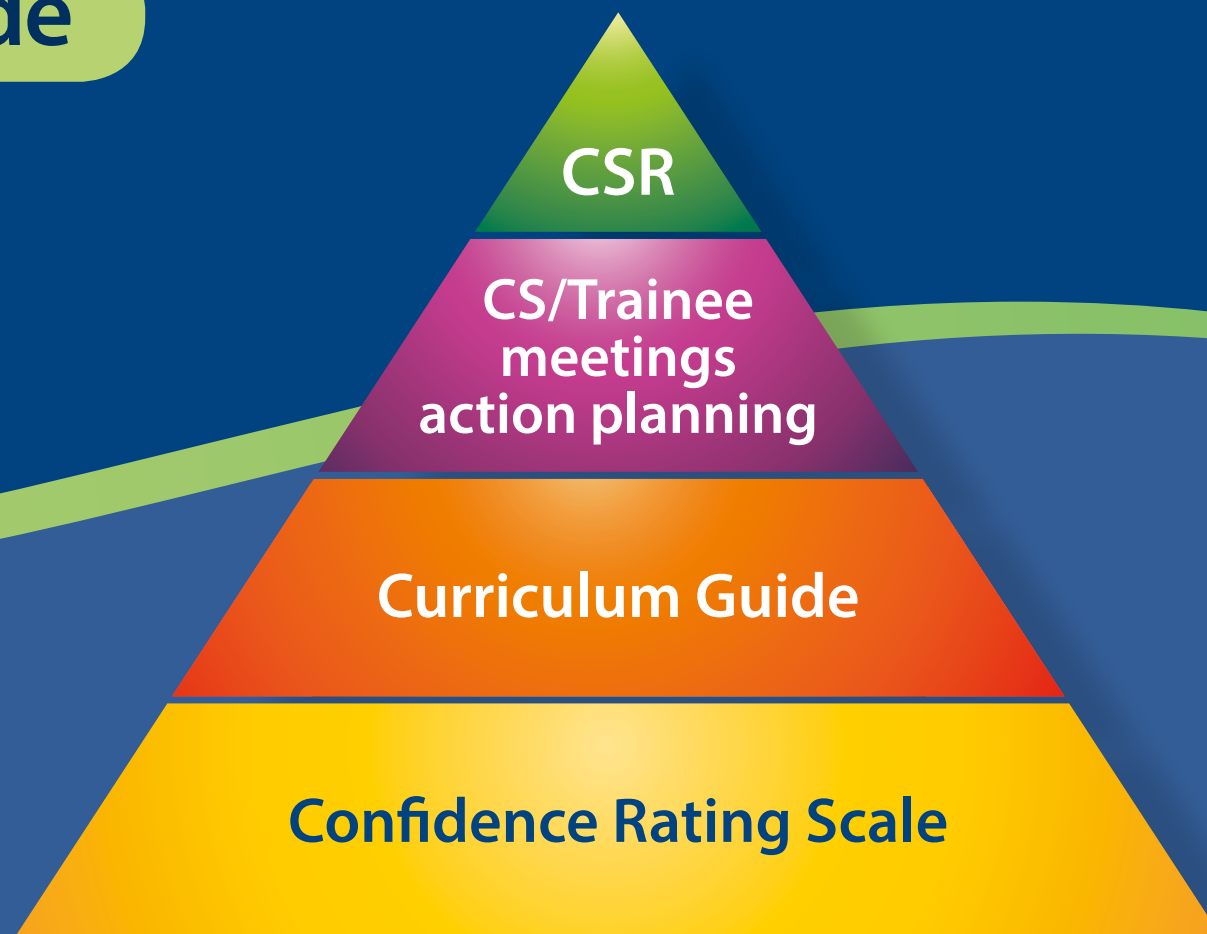 de
CSR
CS/Trainee
meetings
action planning
Curriculum Guide
Confidence Rating Scale